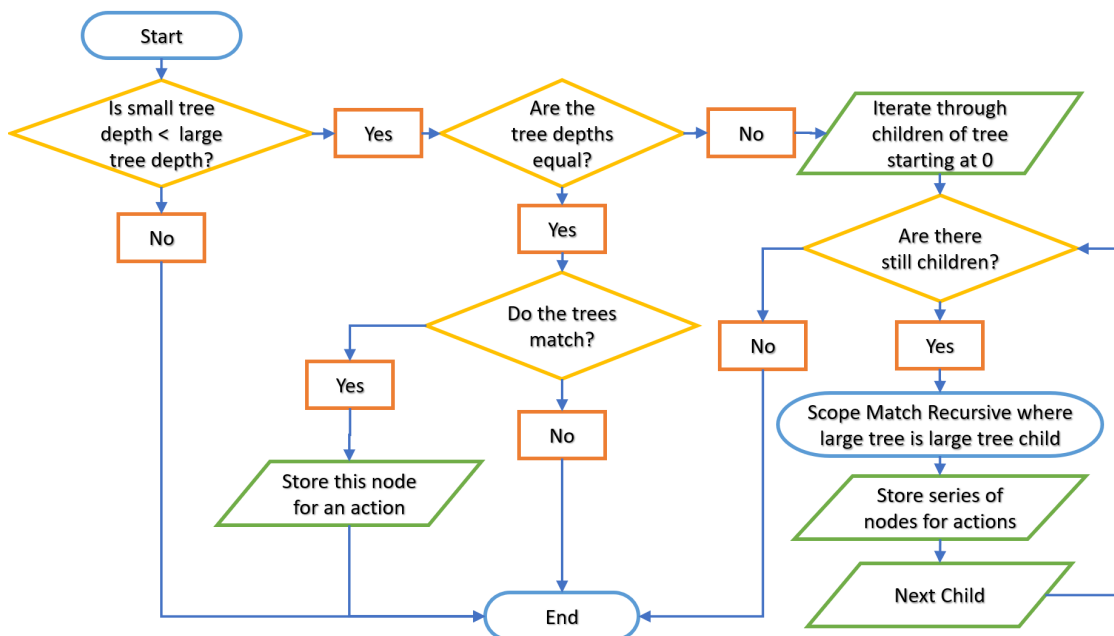 Start
Is small tree
depth < large
tree depth?
Yes
Are the
tree depths
equal?
No
Iterate through
children of tree
starting at 0
No
Yes
Are there
still children?
Do the trees
match?
No
Yes
Yes
No
Scope Match Recursive where
large tree is large tree child
Store this node
for an action
Store series of
nodes for actions
Next Child
End